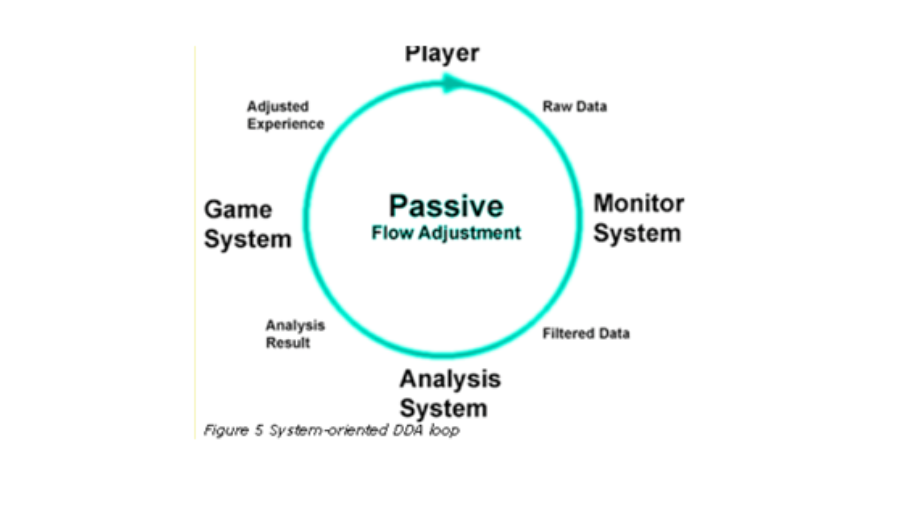 Player
Adjusted
Experience
Raw Data
Game
System
Passive
Flow Adjustment
Monitor
System
Analysis
Result
Filtered Data
Analysis
System
Figure 5 System-oriented DDA loop